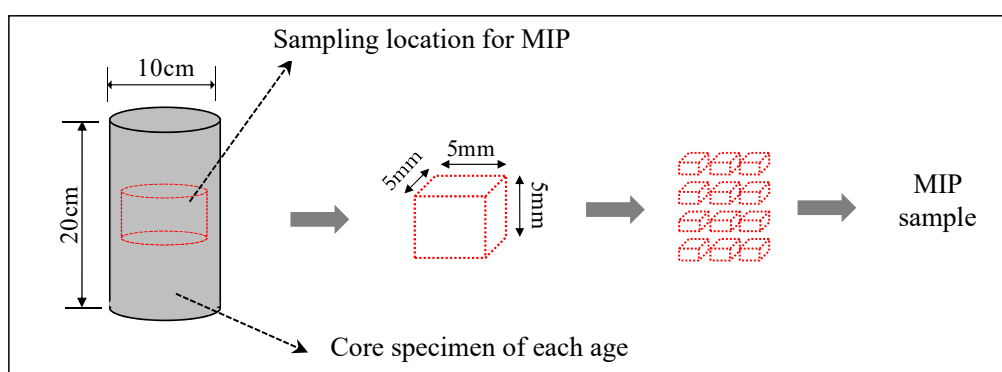 Sampling location for MIP
10cm
20cm
5mm
5mm
5mm
MIP
sample
Core specimen of each age